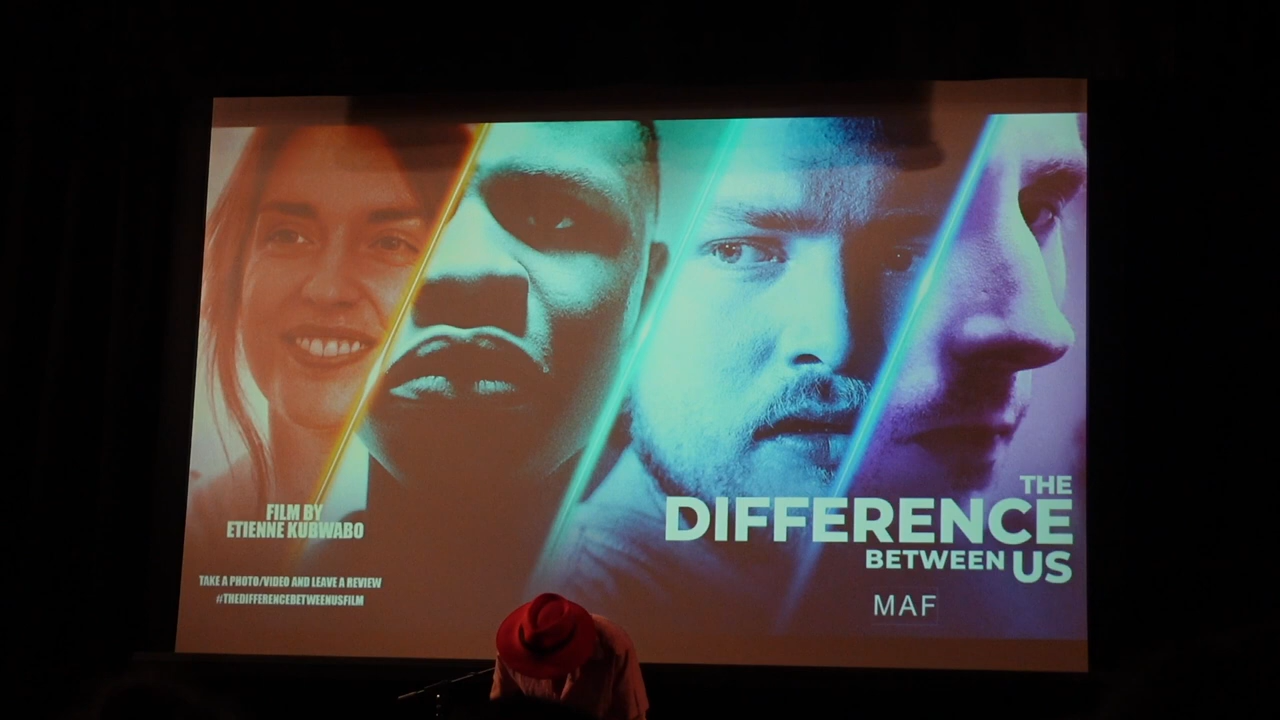 FILM BY
ETIENNE KUBWABO
TAKE A PHOTO/VIDEO AND LEAVE A REVIEW
#THEDIFFERENCEBETWEENUSFILM
THE
DIFFERENCE
BETWEEN US
MAF